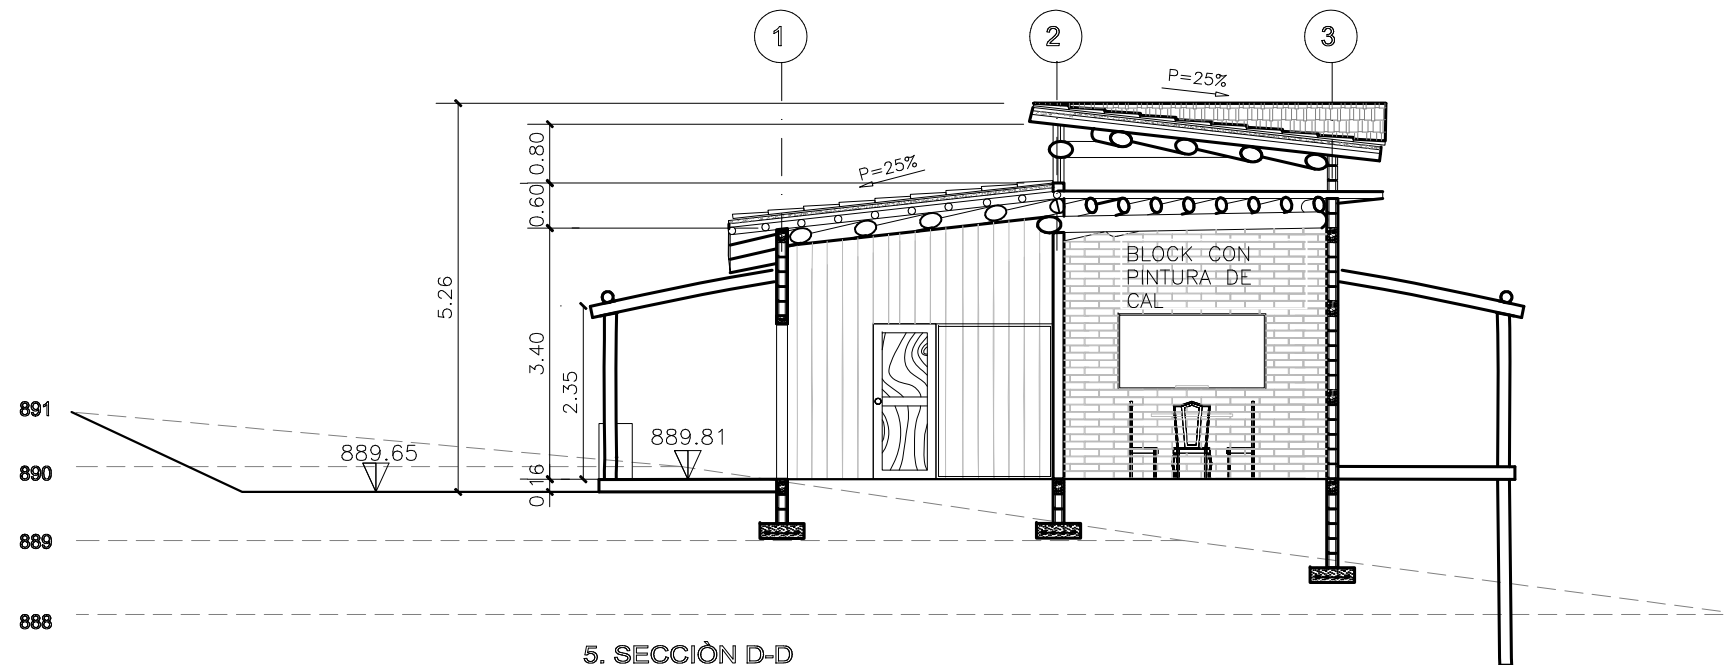 1
2
3
P=25%
P=25%
0.80
0.60
5.26
3.40
2.35
0.16
BLOCK CON
PINTURA DE
CAL
891
890
889
888
889.65
889.81
5. SECCIÒN D-D